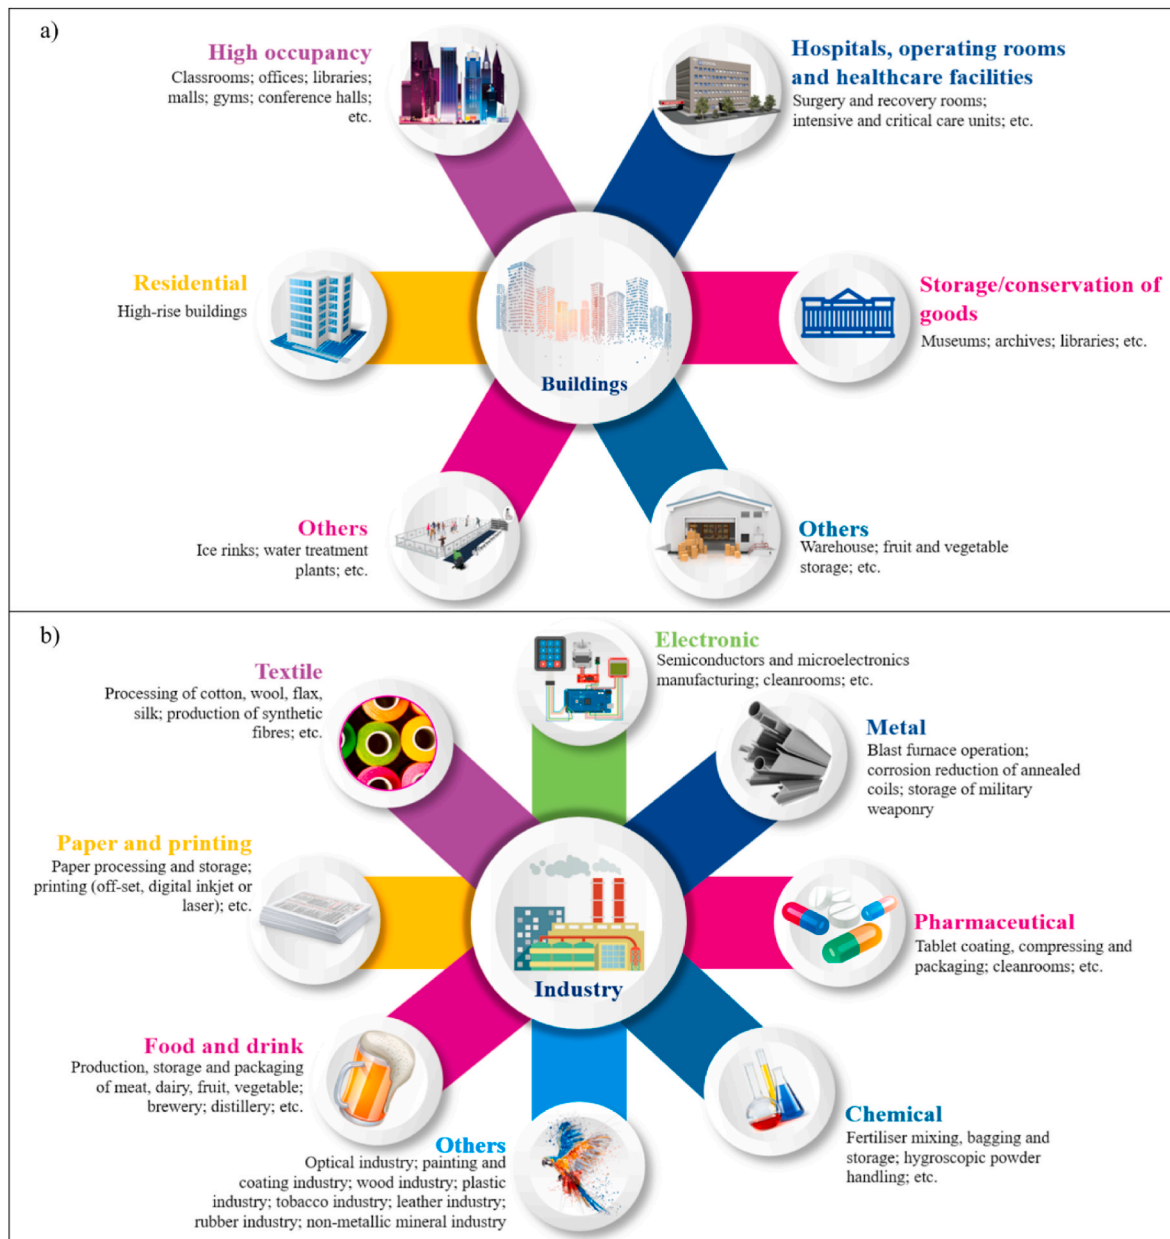 a)
High occupancy
Classrooms; offices; libraries;
malls; gyms; conference halls;
etc.
Hospitals, operating rooms
and healthcare facilities
Surgery and recovery rooms;
intensive and critical care units; etc.
Residential
High-rise buildings
Storage/conservation of
goods
Museums; archives; libraries; etc.
Buildings
Others
Ice rinks; water treatment
plants; etc.
Others
Warehouse; fruit and vegetable
storage; etc.
b)
Electronic
Semiconductors and microelectronics
manufacturing; cleanrooms; etc.
Textile
Processing of cotton, wool, flax,
silk; production of synthetic
fibres; etc.
Metal
Blast furnace operation;
corrosion reduction of annealed
coils; storage of military
weaponry
Paper and printing
Paper processing and storage;
printing (off-set, digital inkjet or
laser); etc.
Pharmaceutical
Tablet coating, compressing and
packaging; cleanrooms; etc.
Industry
Food and drink
Production, storage and packaging
of meat, dairy, fruit, vegetable;
brewery; distillery; etc.
Chemical
Fertiliser mixing, bagging and
storage; hygroscopic powder
handling; etc.
Others
Optical industry; painting and
coating industry; wood industry; plastic
industry; tobacco industry; leather industry;
rubber industry; non-metallic mineral industry